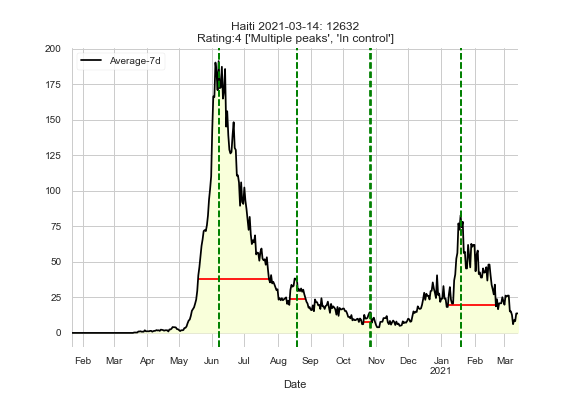 Haiti 2021-03-14: 12632
Rating:4 ['Multiple peaks', 'In control']
Average-7d
200
175
150
125
100
75
50
25
0
Feb Mar Apr May Jun Jul Aug Sep Oct Nov Dec Jan Feb Mar
2021
Date